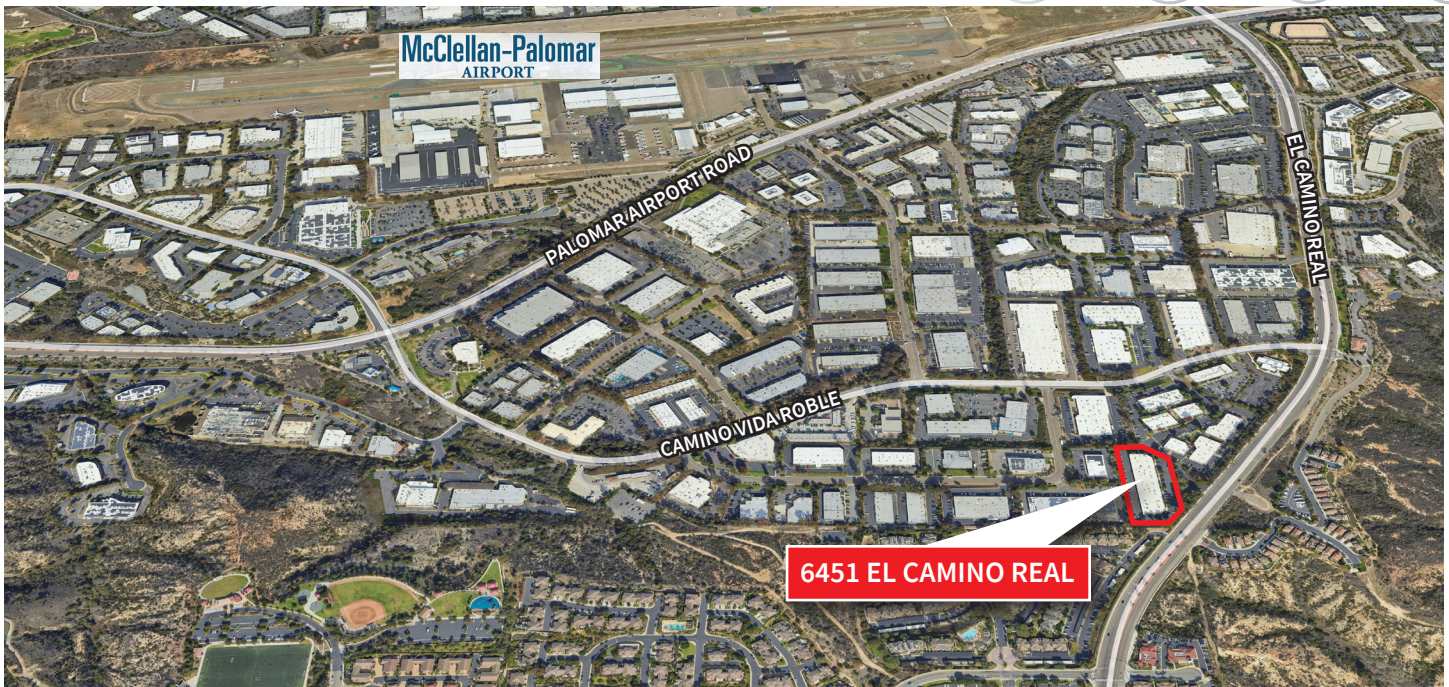 McClellan-Palomar
AIRPORT
PALOMAR AIRPORT ROAD
EL CAMINO REAL
CAMINO VIDA ROBLE
6451 EL CAMINO REAL